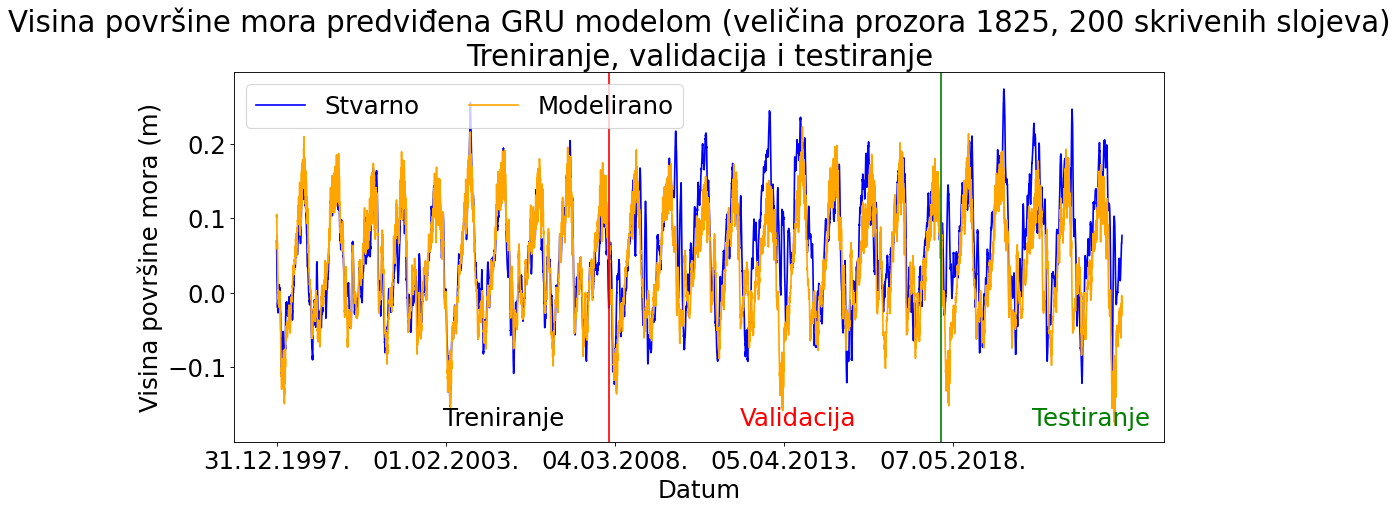 Visina površine mora predviđena GRU modelom (veličina prozora 1825, 200 skrivenih slojeva)
Treniranje, validacija i testiranje
Stvarno
Modelirano
Visina površine mora (m)
0.2
0.1
0.0
−0.1
Treniranje
Validacija
Testiranje
31.12.1997.
01.02.2003.
04.03.2008.
05.04.2013.
07.05.2018.
Datum